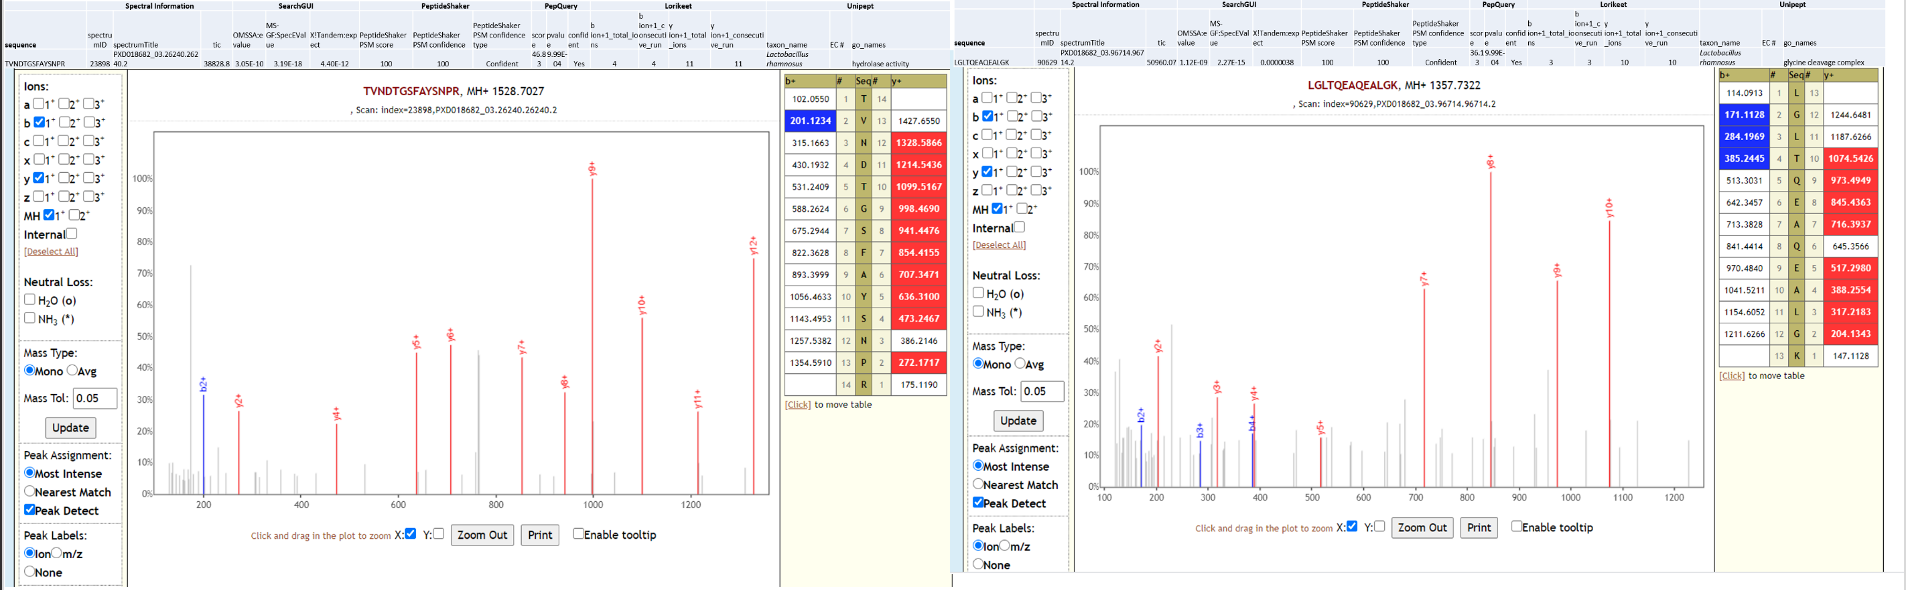 Spectral Information SearchGUI PeptideShaker PepQuery Lorikeet Unipept
sequence spectrumID spectrumTitle tic OMSSA:evalue MS-GF:SpecEValue X!Tandem:expect PeptideShaker PSM score PeptideShaker PSM confidence PeptideShaker PSM confidence type score pvalue confident b ion+1_total_ions b ion+1_consecutive_run y ion+1_total_ions y ion+1_consecutive_run taxon_name EC # go_names
TVNDTGSFAYSNPR 23898 PXD018682_03.26240.26240.2 38828.8 3.05E-10 3.19E-18 4.40E-12 100 100 Confident Yes 4 4 11 11 Lactobacillus rhamnosus hydrolase activity
Ions:
a 1+ 2+ 3+
b 1+ 2+ 3+
c 1+ 2+ 3+
x 1+ 2+ 3+
y 1+ 2+ 3+
z 1+ 2+ 3+
MH 1+ 2+
Internal
[Deselect All]
Neutral Loss:
H2O (o)
NH3 (*)
Mass Type:
Mono Avg
Mass Tol: 0.05
Update
Peak Assignment:
Most Intense
Nearest Match
Peak Detect
Peak Labels:
Ion m/z
None
TVNDTGSFAYSNPR, MH+ 1528.7027
, Scan: index=23898,PXD018682_03.26240.26240.2
100%
90%
80%
70%
60%
50%
40%
30%
20%
10%
0%
b2+ y2+ y4+ y5+ y6+ y7+ y8+ y9+ y10+ y11+ y12+
200 400 600 800 1000 1200
Click and drag in the plot to zoom X: Y: Zoom Out Print Enable tooltip
b+ # Seq # y+
102.0550 1 T 14
201.1234 2 V 13 1427.6550
315.1663 3 N 12 1328.5866
430.1932 4 D 11 1214.5436
531.2409 5 T 10 1099.5167
588.2624 6 G 9 998.4690
675.2944 7 S 8 941.4476
822.3628 8 F 7 854.4155
893.3999 9 A 6 707.3471
1056.4633 10 Y 5 636.3100
1143.4953 11 S 4 473.2467
1257.5382 12 N 3 386.2146
1354.5910 13 P 2 272.1717
14 R 1 175.1190
[Click] to move table
Spectral Information SearchGUI PeptideShaker PepQuery Lorikeet Unipept
sequence spectrumID spectrumTitle tic OMSSA:evalue MS-GF:SpecEValue X!Tandem:expect PeptideShaker PSM score PeptideShaker PSM confidence PeptideShaker PSM confidence type score pvalue confident b ion+1_total_ions b ion+1_consecutive_run y ion+1_total_ions y ion+1_consecutive_run taxon_name EC # go_names
LGLTQEAQEALGK 90629 PXD018682_03.96714.96714.2 50960.07 1.12E-09 2.27E-15 0.0000038 100 100 Confident Yes 3 3 10 10 Lactobacillus rhamnosus glycine cleavage complex
Ions:
a 1+ 2+ 3+
b 1+ 2+ 3+
c 1+ 2+ 3+
x 1+ 2+ 3+
y 1+ 2+ 3+
z 1+ 2+ 3+
MH 1+ 2+
Internal
[Deselect All]
Neutral Loss:
H2O (o)
NH3 (*)
Mass Type:
Mono Avg
Mass Tol: 0.05
Update
Peak Assignment:
Most Intense
Nearest Match
Peak Detect
Peak Labels:
Ion m/z
None
LGLTQEAQEALGK, MH+ 1357.7322
, Scan: index=90629,PXD018682_03.96714.96714.2
100%
90%
80%
70%
60%
50%
40%
30%
20%
10%
0%
b2+ y2+ b3+ y3+ b4+ y4+ y5+ y7+ y8+ y9+ y10+
100 200 300 400 500 600 700 800 900 1000 1100 1200
Click and drag in the plot to zoom X: Y: Zoom Out Print Enable tooltip
b+ # Seq # y+
114.0913 1 L 13
171.1128 2 G 12 1244.6481
284.1969 3 L 11 1187.6266
385.2445 4 T 10 1074.5426
513.3031 5 Q 9 973.4949
642.3457 6 E 8 845.4363
713.3828 7 A 7 716.3937
841.4414 8 Q 6 645.3566
970.4840 9 E 5 517.2980
1041.5211 10 A 4 388.2554
1154.6052 11 L 3 317.2183
1211.6266 12 G 2 204.1343
13 K 1 147.1128
[Click] to move table